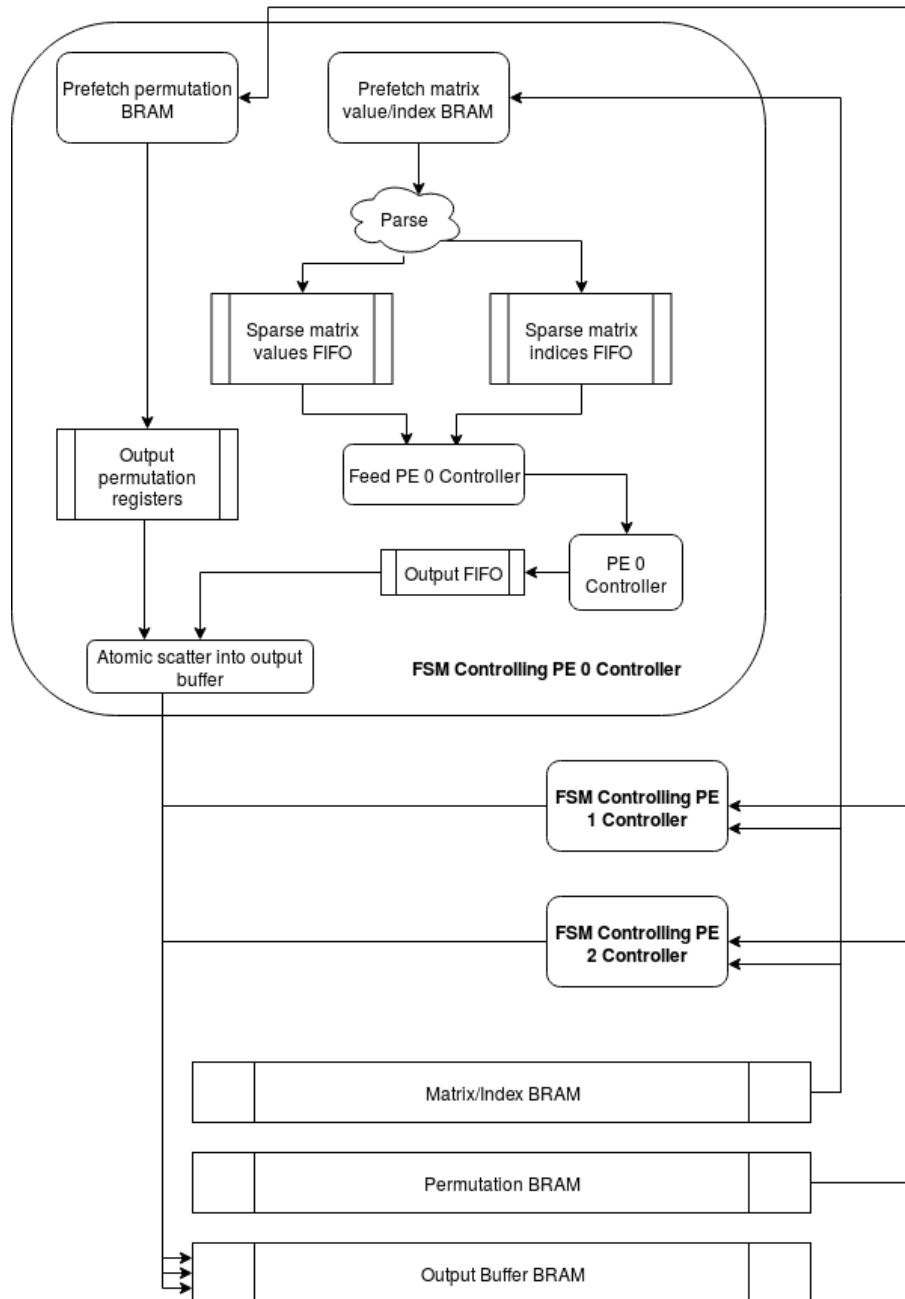 Prefetch permutation
BRAM
Prefetch matrix
value/index BRAM
Parse
Sparse matrix
values FIFO
Sparse matrix
indices FIFO
Output
permutation
registers
Feed PE 0 Controller
Output FIFO
PE 0
Controller
Atomic scatter into output
buffer
FSM Controlling PE 0 Controller
FSM Controlling PE
1 Controller
FSM Controlling PE
2 Controller
Matrix/Index BRAM
Permutation BRAM
Output Buffer BRAM